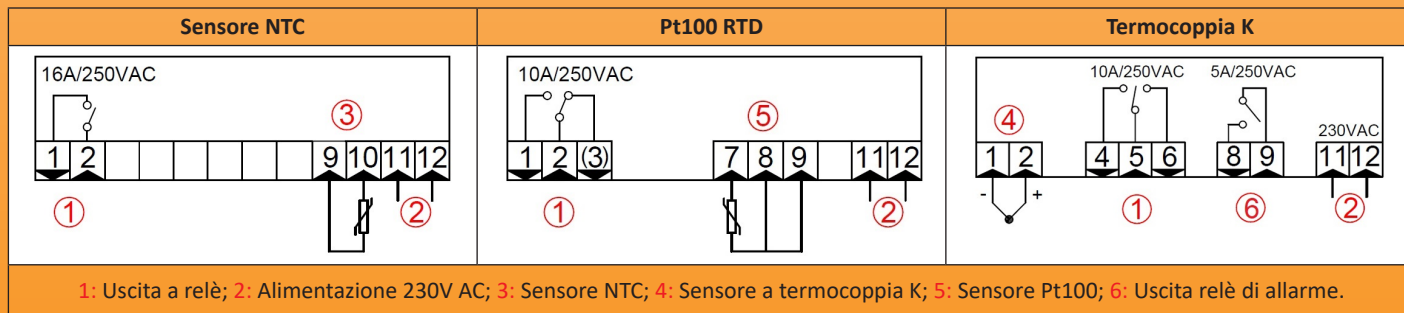 Sensore NTC
Pt100 RTD
Termocoppia K
16A/250VAC
③
1 2 9 10 11 12
① ②
10A/250VAC
⑤
1 2 (3) 7 8 9 11 12
① ②
10A/250VAC 5A/250VAC
④ 230VAC
1 2 4 5 6 8 9 11 12
- +
① ⑥ ②
1: Uscita a relè; 2: Alimentazione 230V AC; 3: Sensore NTC; 4: Sensore a termocoppia K; 5: Sensore Pt100; 6: Uscita relè di allarme.